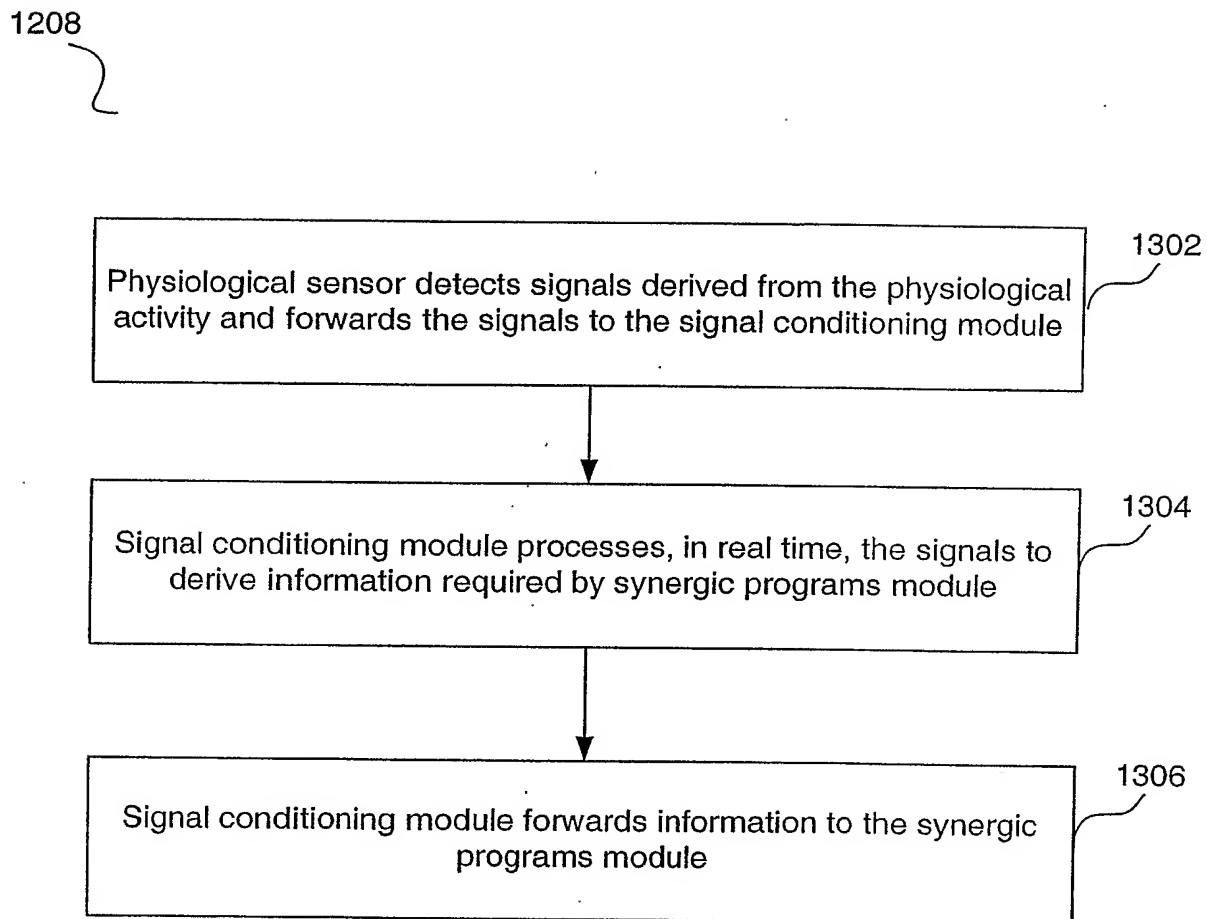 1208
1302
Physiological sensor detects signals derived from the physiological
activity and forwards the signals to the signal conditioning module
1304
Signal conditioning module processes, in real time, the signals to
derive information required by synergic programs module
1306
Signal conditioning module forwards information to the synergic
programs module